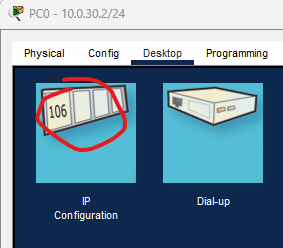 PC0 - 10.0.30.2/24
Physical Config Desktop Programming
106
IP Dial-up
Configuration